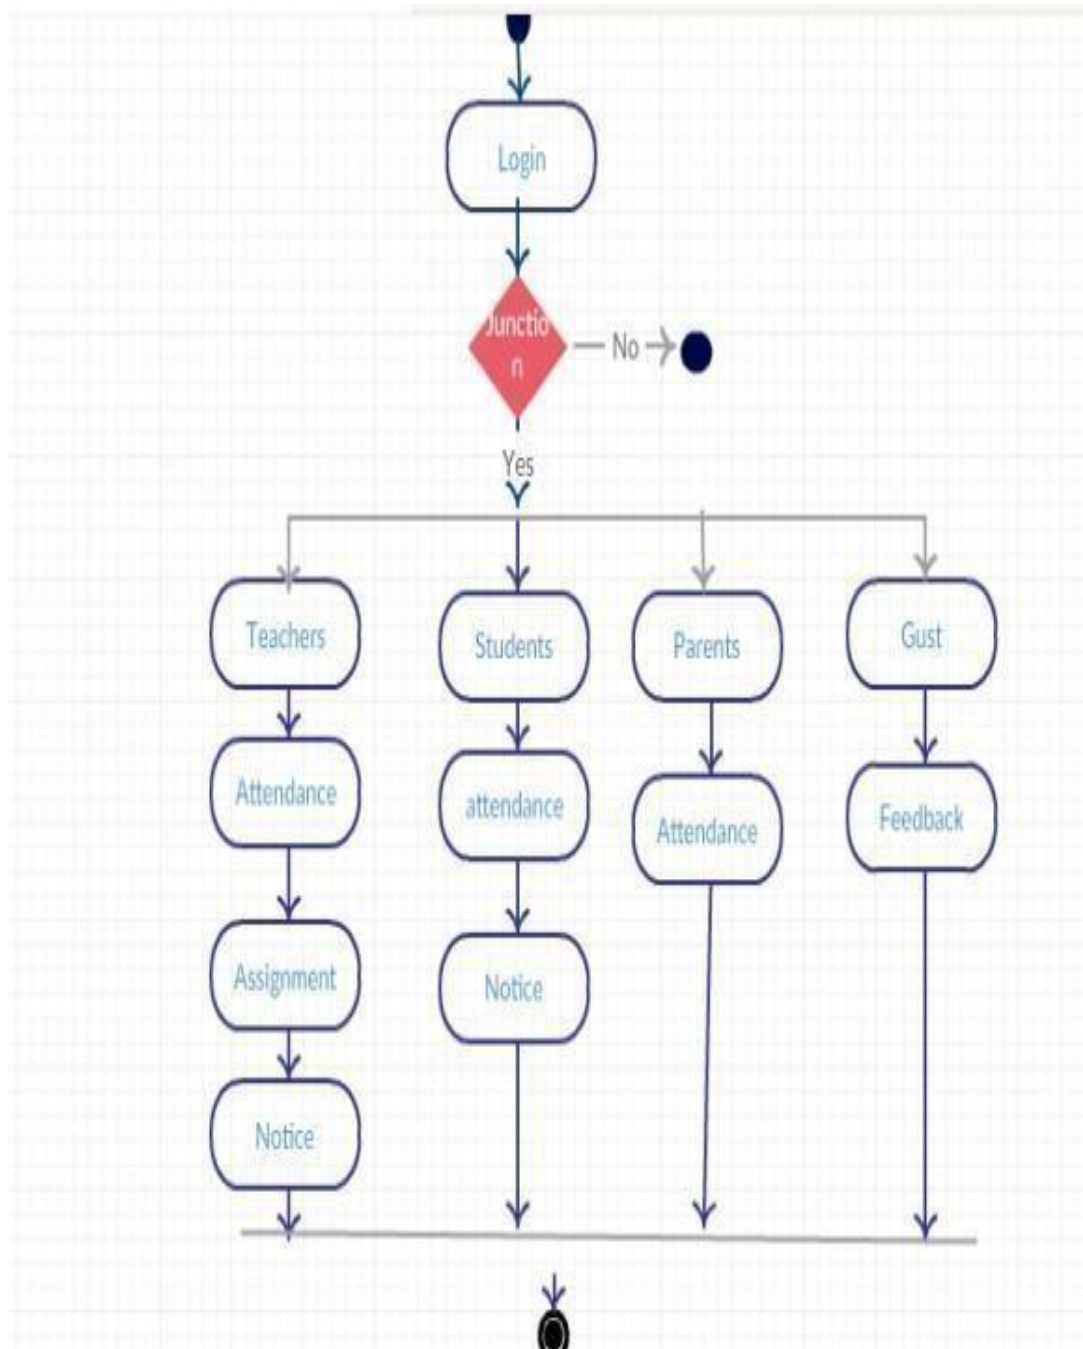 Login
Junctio
n
No
Yes
Teachers
Students
Parents
Gust
Attendance
attendance
Attendance
Feedback
Assignment
Notice
Notice